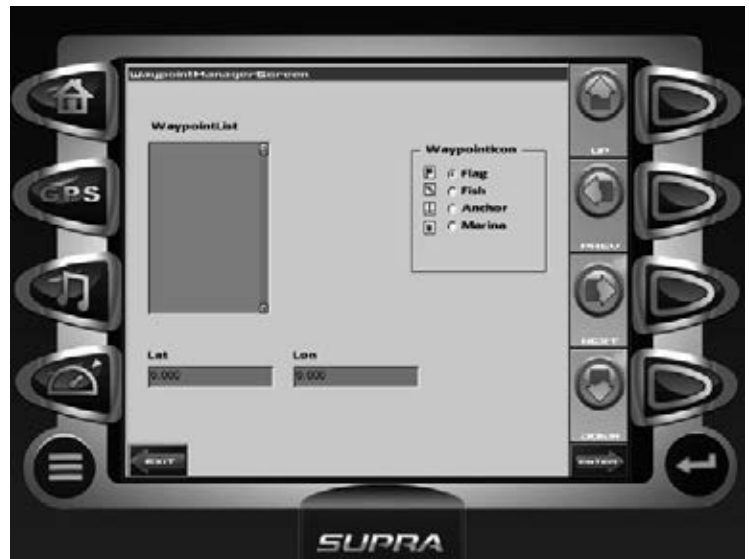 WaypointManagerScreen
WaypointList
WaypointIcon
Flag
Fish
Anchor
Marina
UP
GPS
PREV
NEXT
Lat
Lon
0.000
0.000
DOWN
EXIT
ENTER
SUPRA